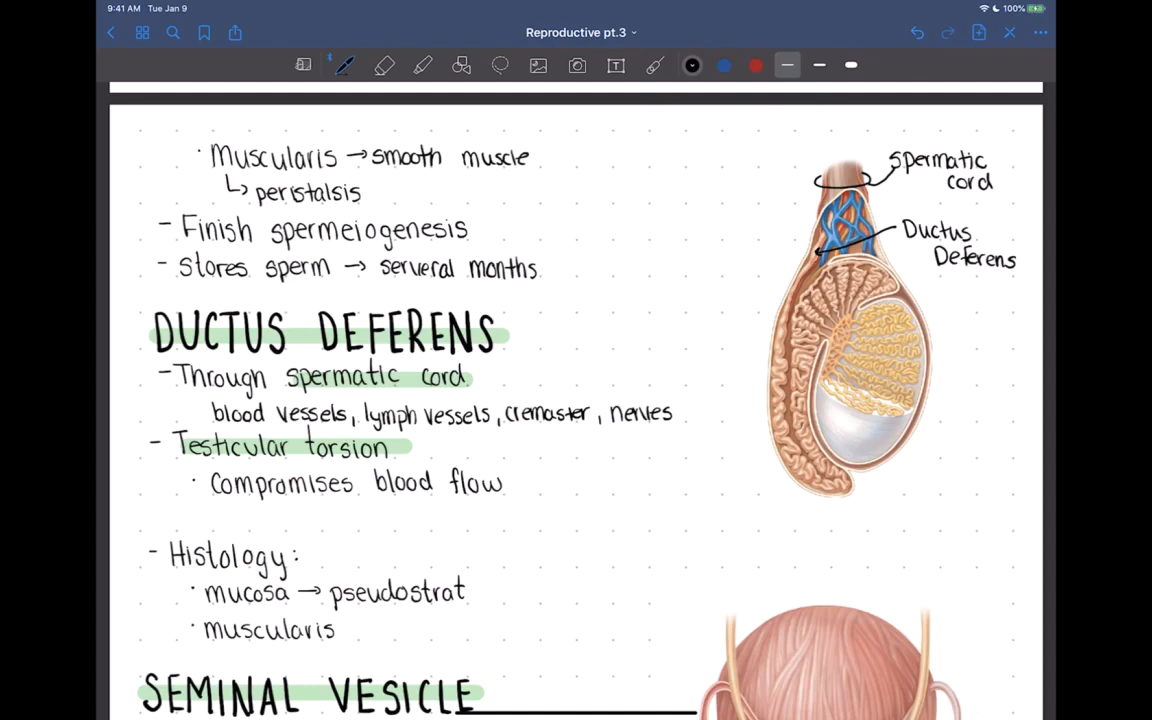 9:41 AM Tue Jan 9
100%
Reproductive pt.3
· Muscularis → smooth muscle
↳ peristalsis
- Finish spermeiogenesis
- Stores sperm → serveral months
DUCTUS DEFERENS
- Through spermatic cord
blood vessels, lymph vessels, cremaster, nerves
- Testicular torsion
· Compromises blood flow
- Histology:
· mucosa → pseudostrat
· muscularis
SEMINAL VESICLE
Spermatic
cord
Ductus
Deferens